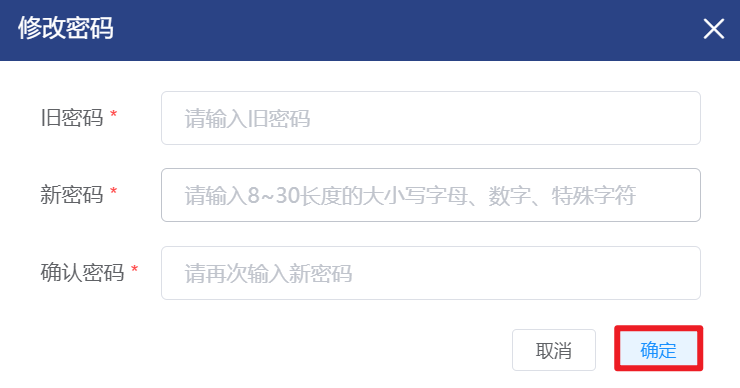 修改密码
旧密码 * 请输入旧密码
新密码 * 请输入8~30长度的大小写字母、数字、特殊字符
确认密码 * 请再次输入新密码
取消 确定